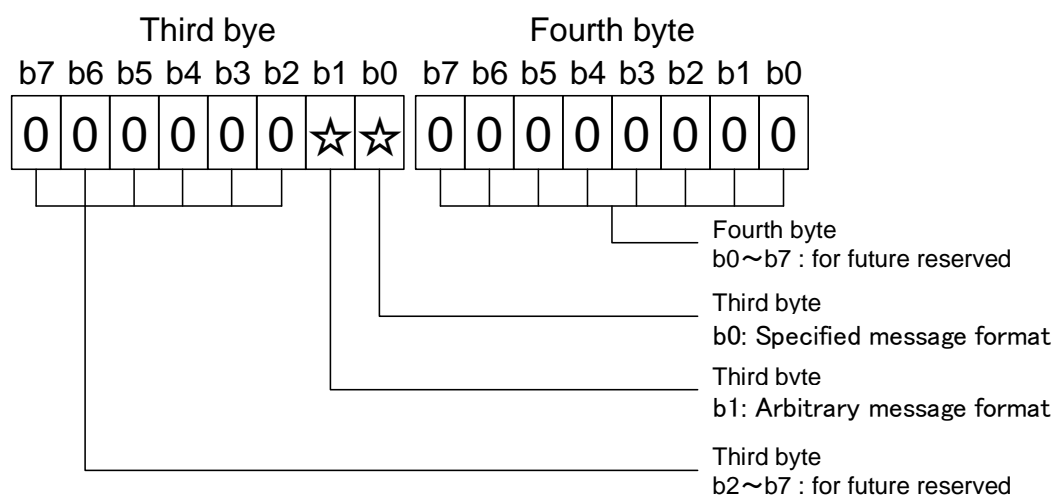 Third bye Fourth byte
b7 b6 b5 b4 b3 b2 b1 b0 b7 b6 b5 b4 b3 b2 b1 b0
0 0 0 0 0 0 ☆ ☆ 0 0 0 0 0 0 0 0
Fourth byte
b0～b7 : for future reserved
Third byte
b0: Specified message format
Third byte
b1: Arbitrary message format
Third byte
b2～b7 : for future reserved